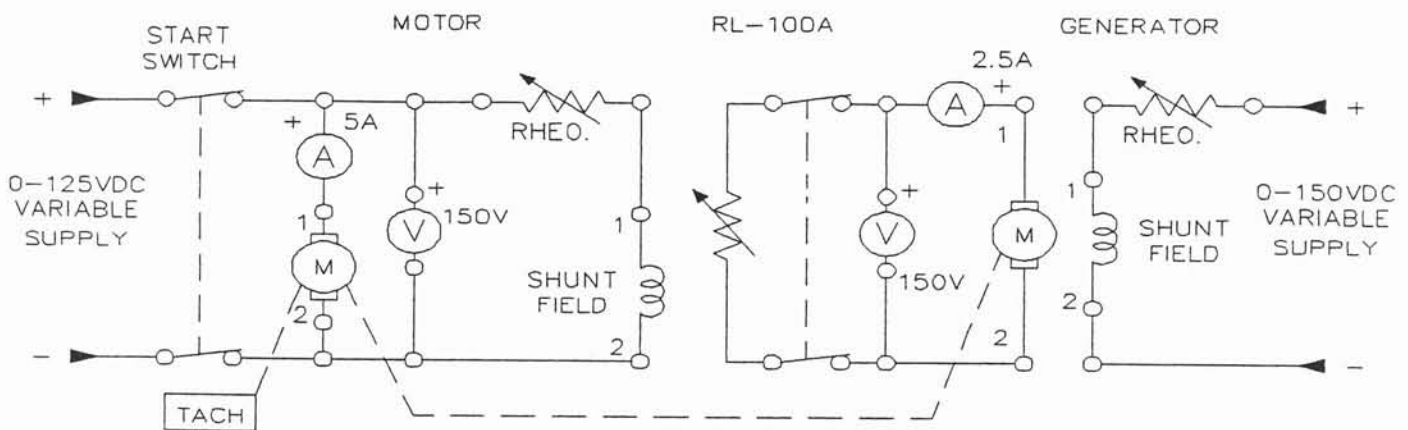 MOTOR
RL-100A
GENERATOR
START
SWITCH
2.5A
+
+
5A
+
A
RHEO.
A
+
1
RHEO.
+
0-125VDC
VARIABLE
SUPPLY
1
M
2
+
V
150V
1
SHUNT
FIELD
2
+
V
150V
M
2
1
SHUNT
FIELD
2
0-150VDC
VARIABLE
SUPPLY
-
-
TACH